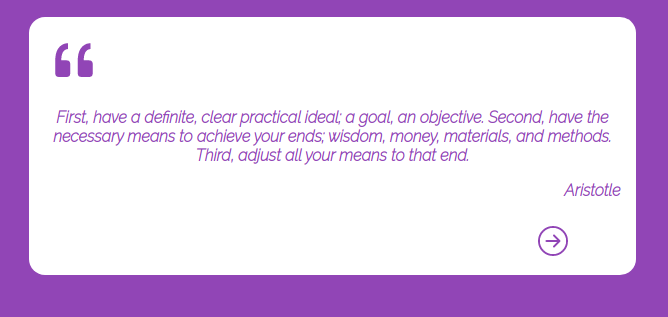 First, have a definite, clear practical ideal; a goal, an objective. Second, have the
necessary means to achieve your ends; wisdom, money, materials, and methods.
Third, adjust all your means to that end.
Aristotle